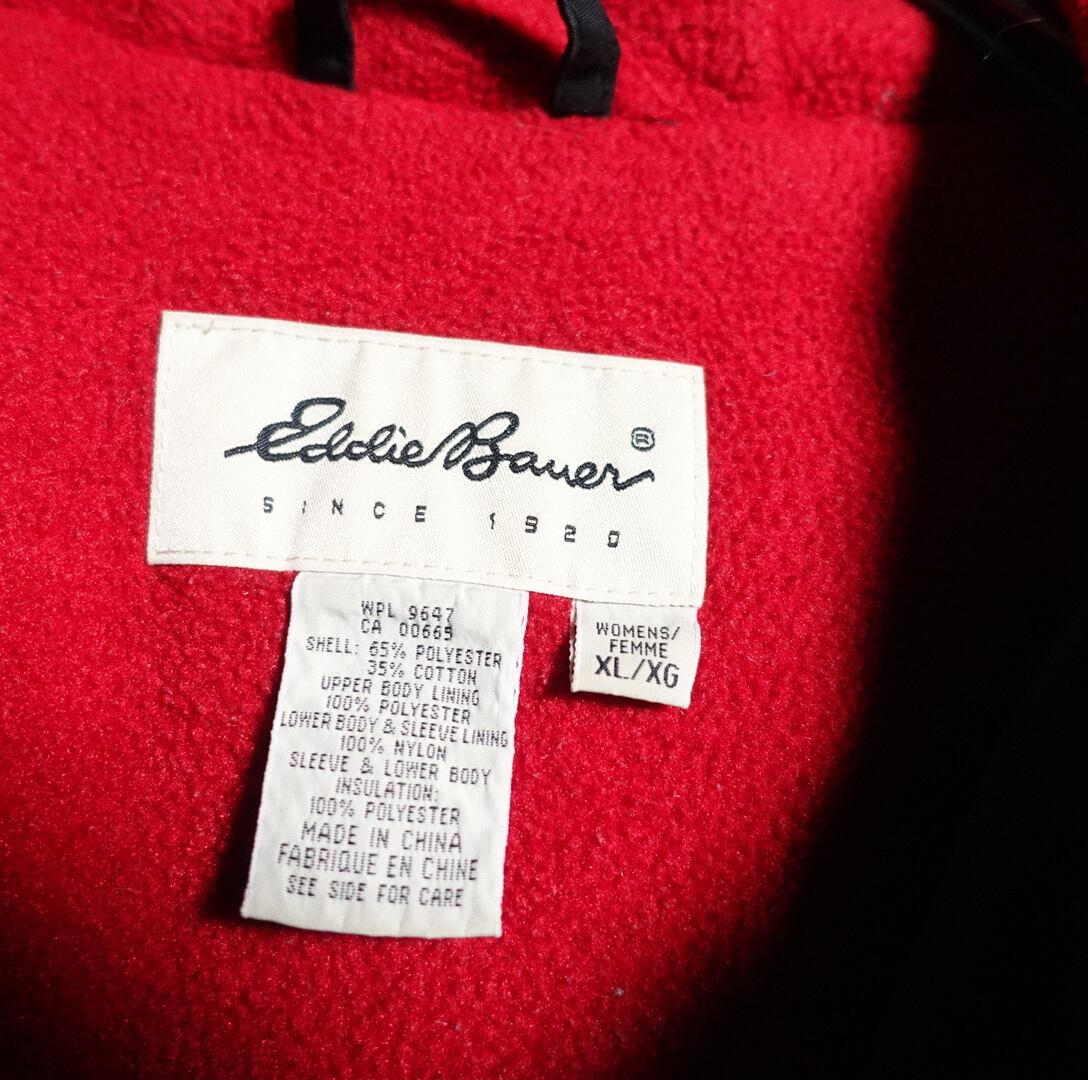 Eddie Bauer ®
SINCE 1920
WPL 9647
CA 00665
SHELL: 65% POLYESTER
35% COTTON
UPPER BODY LINING
100% POLYESTER
LOWER BODY & SLEEVE LINING
100% NYLON
SLEEVE & LOWER BODY
INSULATION:
100% POLYESTER
MADE IN CHINA
FABRIQUE EN CHINE
SEE SIDE FOR CARE
WOMENS/
FEMME
XL/XG